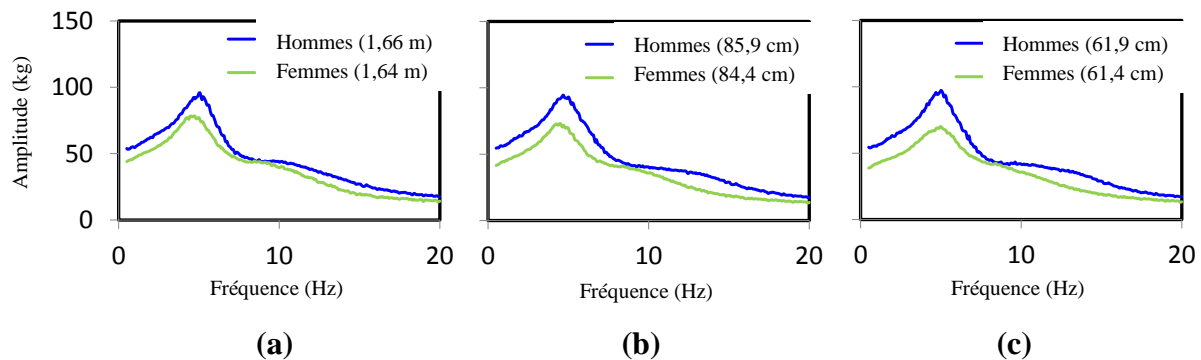 150
100
50
0
Amplitude (kg)
Hommes (1,66 m)
Femmes (1,64 m)
0 10 20
Fréquence (Hz)
(a)
Hommes (85,9 cm)
Femmes (84,4 cm)
0 10 20
Fréquence (Hz)
(b)
Hommes (61,9 cm)
Femmes (61,4 cm)
0 10 20
Fréquence (Hz)
(c)